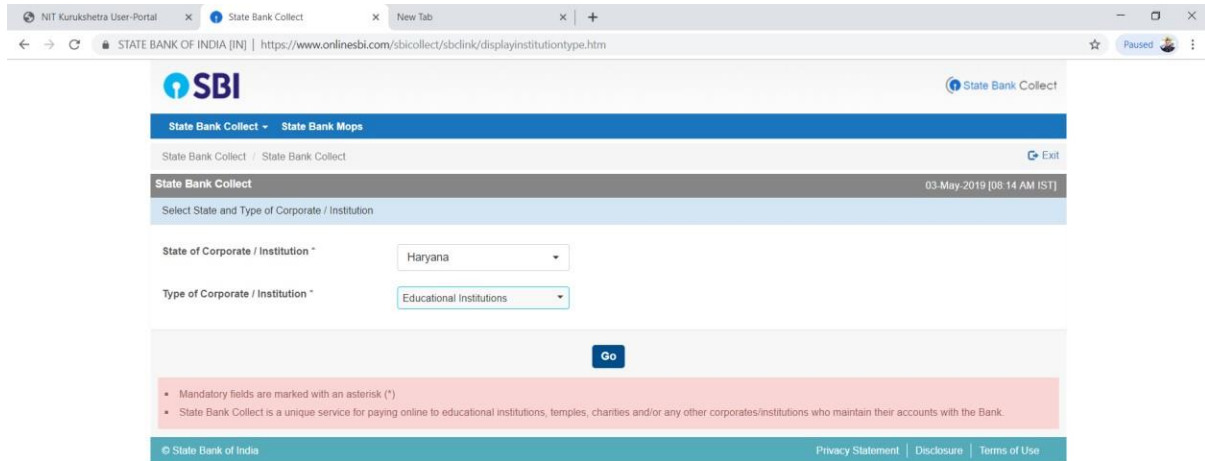 NIT Kurukshetra User-Portal State Bank Collect New Tab
STATE BANK OF INDIA [IN] | https://www.onlinesbi.com/sbicollect/sbclink/displayinstitutiontype.htm Paused
SBI State Bank Collect
State Bank Collect State Bank Mops
State Bank Collect / State Bank Collect Exit
State Bank Collect 03-May-2019 [08:14 AM IST]
Select State and Type of Corporate / Institution
State of Corporate / Institution * Haryana
Type of Corporate / Institution * Educational Institutions
Go
Mandatory fields are marked with an asterisk (*)
State Bank Collect is a unique service for paying online to educational institutions, temples, charities and/or any other corporates/institutions who maintain their accounts with the Bank.
© State Bank of India Privacy Statement | Disclosure | Terms of Use